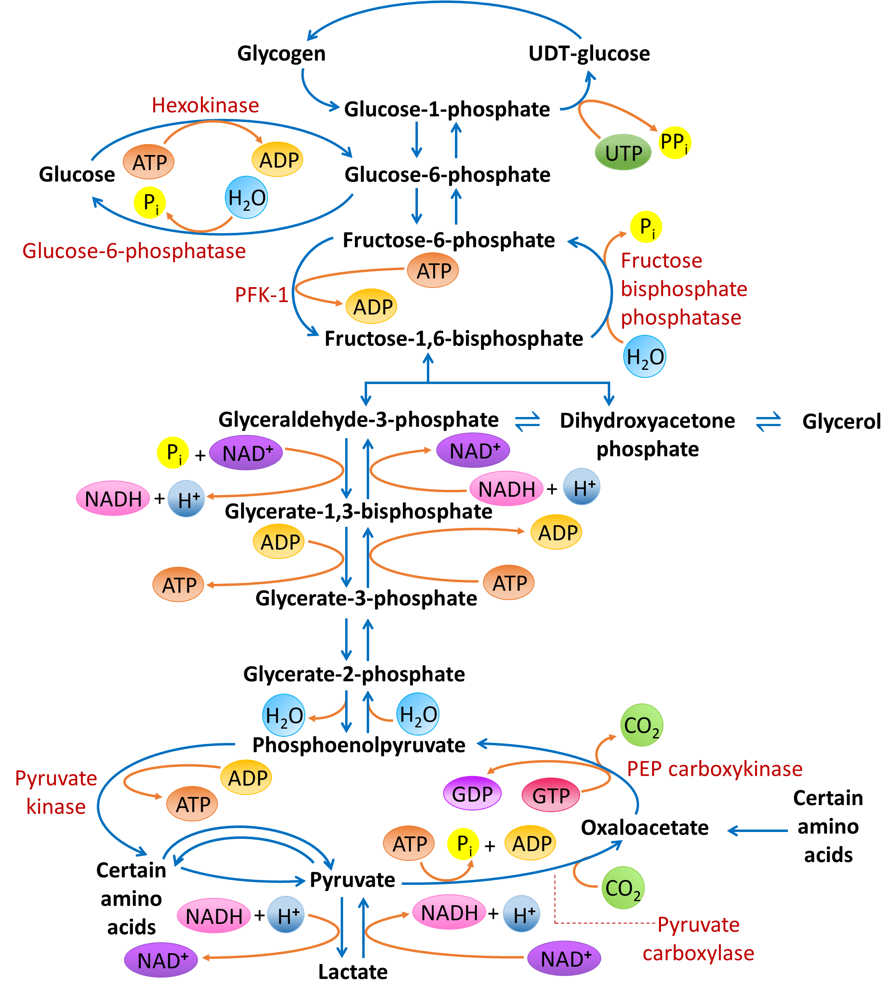 Glycogen
UDT-glucose
Hexokinase
Glucose-1-phosphate
UTP
PPi
ATP
ADP
Glucose
Glucose-6-phosphate
Pi
H2O
Glucose-6-phosphatase
Fructose-6-phosphate
Pi
Fructose
bisphosphate
phosphatase
ATP
PFK-1
ADP
Fructose-1,6-bisphosphate
H2O
Glyceraldehyde-3-phosphate
Dihydroxyacetone
phosphate
Glycerol
Pi + NAD+
NAD+
NADH + H+
NADH + H+
Glycerate-1,3-bisphosphate
ADP
ADP
ATP
ATP
Glycerate-3-phosphate
Glycerate-2-phosphate
H2O
H2O
CO2
Phosphoenolpyruvate
Pyruvate
kinase
ADP
ATP
GDP
GTP
PEP carboxykinase
Certain
amino
acids
Oxaloacetate
ATP
Pi + ADP
Certain
amino
acids
Pyruvate
CO2
NADH + H+
NADH + H+
Pyruvate
carboxylase
NAD+
NAD+
Lactate